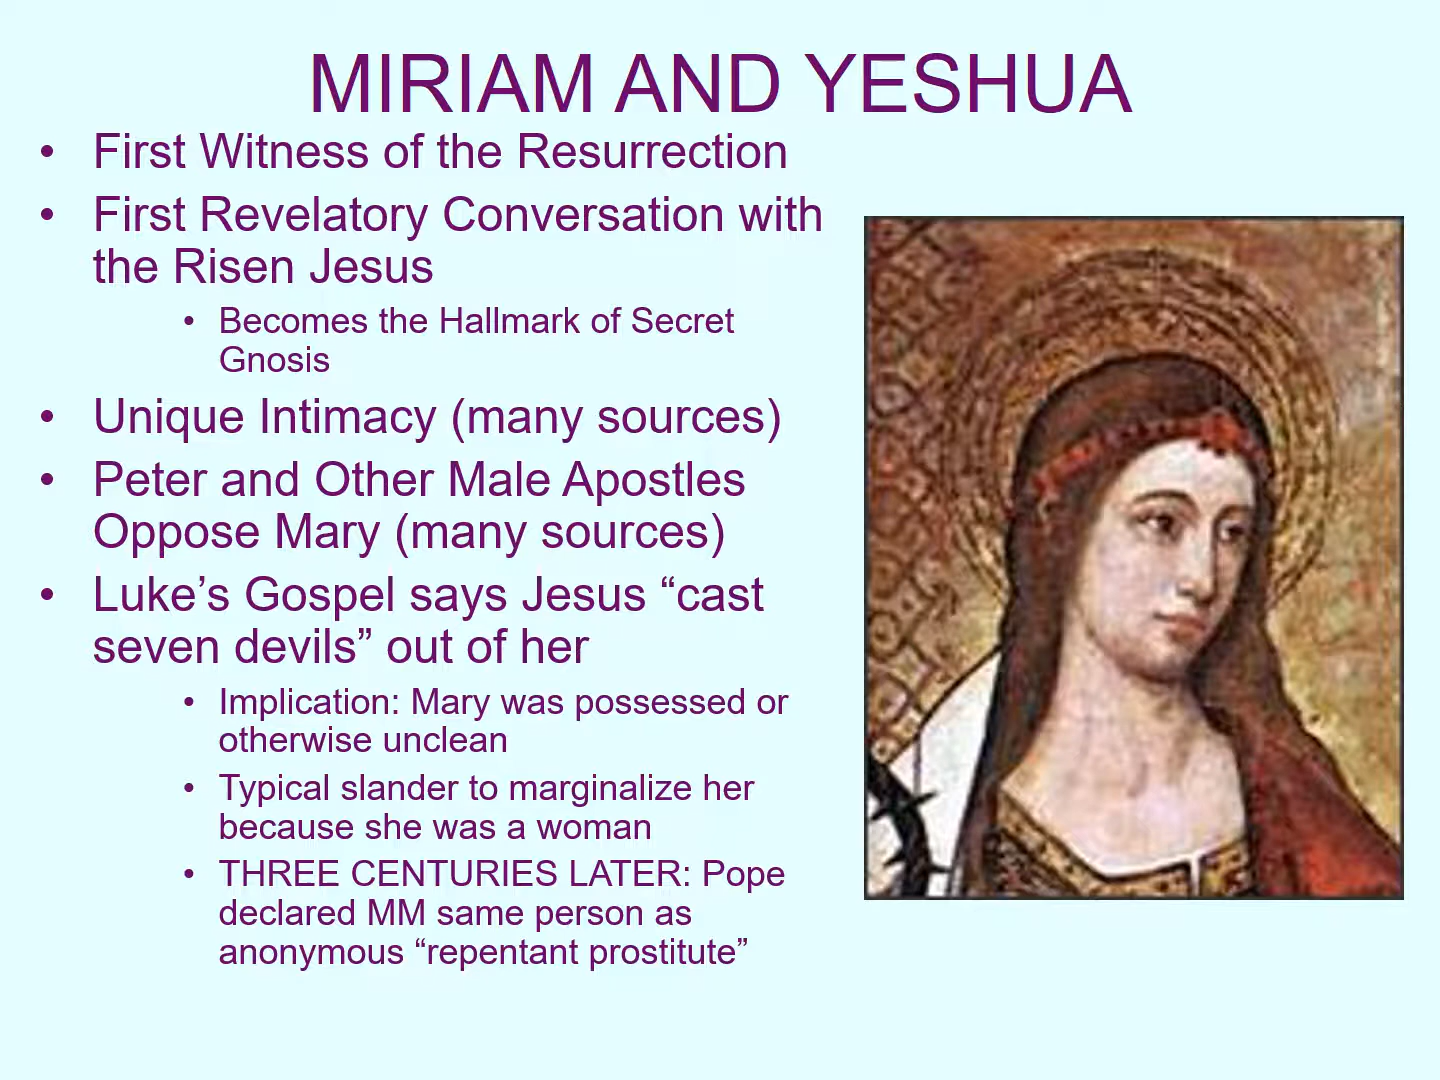 MIRIAM AND YESHUA
• First Witness of the Resurrection
• First Revelatory Conversation with
the Risen Jesus
• Becomes the Hallmark of Secret
Gnosis
• Unique Intimacy (many sources)
• Peter and Other Male Apostles
Oppose Mary (many sources)
• Luke’s Gospel says Jesus “cast
seven devils” out of her
• Implication: Mary was possessed or
otherwise unclean
• Typical slander to marginalize her
because she was a woman
• THREE CENTURIES LATER: Pope
declared MM same person as
anonymous “repentant prostitute”